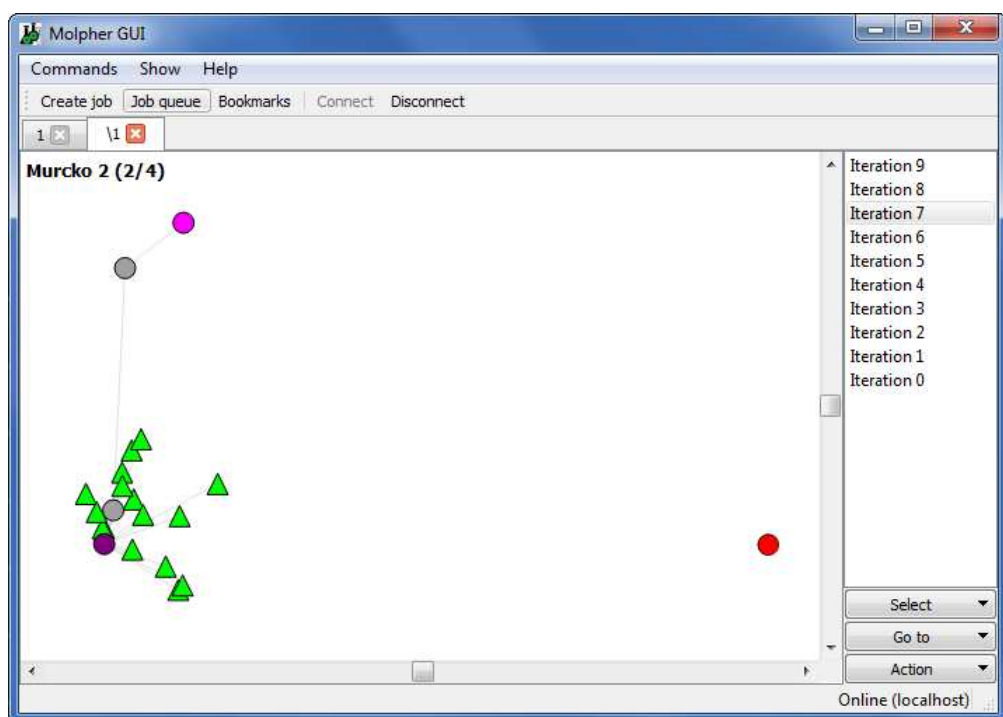 Molpher GUI
Commands Show Help
Create job Job queue Bookmarks Connect Disconnect
1 \1
Murcko 2 (2/4)
Iteration 9
Iteration 8
Iteration 7
Iteration 6
Iteration 5
Iteration 4
Iteration 3
Iteration 2
Iteration 1
Iteration 0
Select
Go to
Action
Online (localhost)